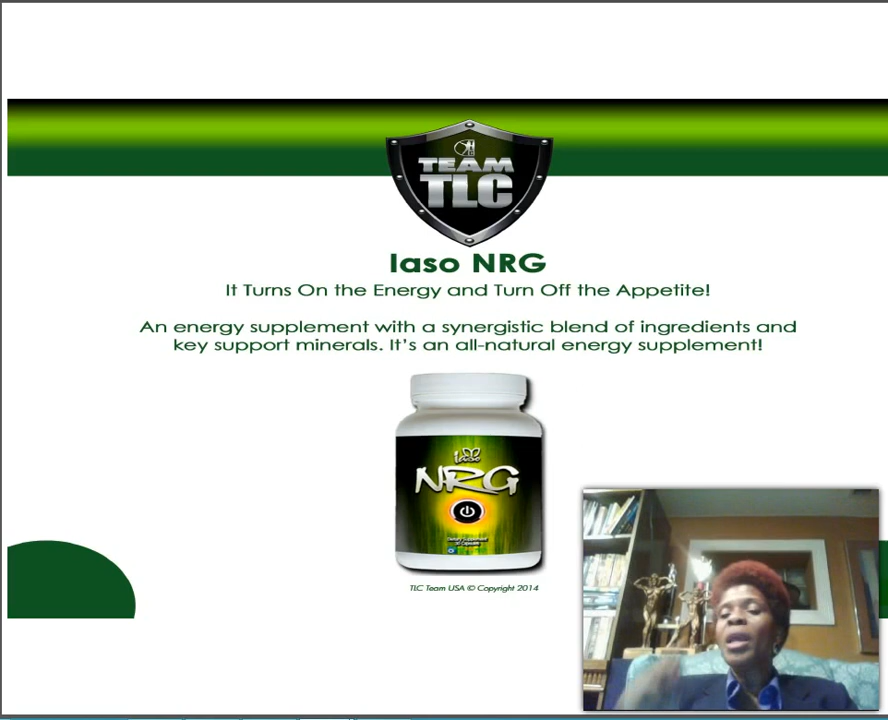 TEAM
TLC
Iaso NRG
It Turns On the Energy and Turn Off the Appetite!
An energy supplement with a synergistic blend of ingredients and
key support minerals. It's an all-natural energy supplement!
iaso
NRG
Dietary Supplement
TLC Team USA © Copyright 2014